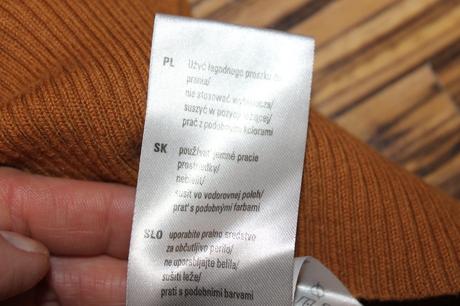 PL
Użyć łagodnego proszku do
prania/
nie stosować wybielacza/
suszyć w pozycji leżącej/
prać z podobnymi kolorami
SK
používať jemné pracie
prostriedky/
nebieliť/
sušiť vo vodorovnej polohe/
prať s podobnými farbami
SLO
uporabite pralno sredstvo
za občutljivo perilo/
ne uporabljajte belila/
sušiti leže/
prati s podobnimi barvami